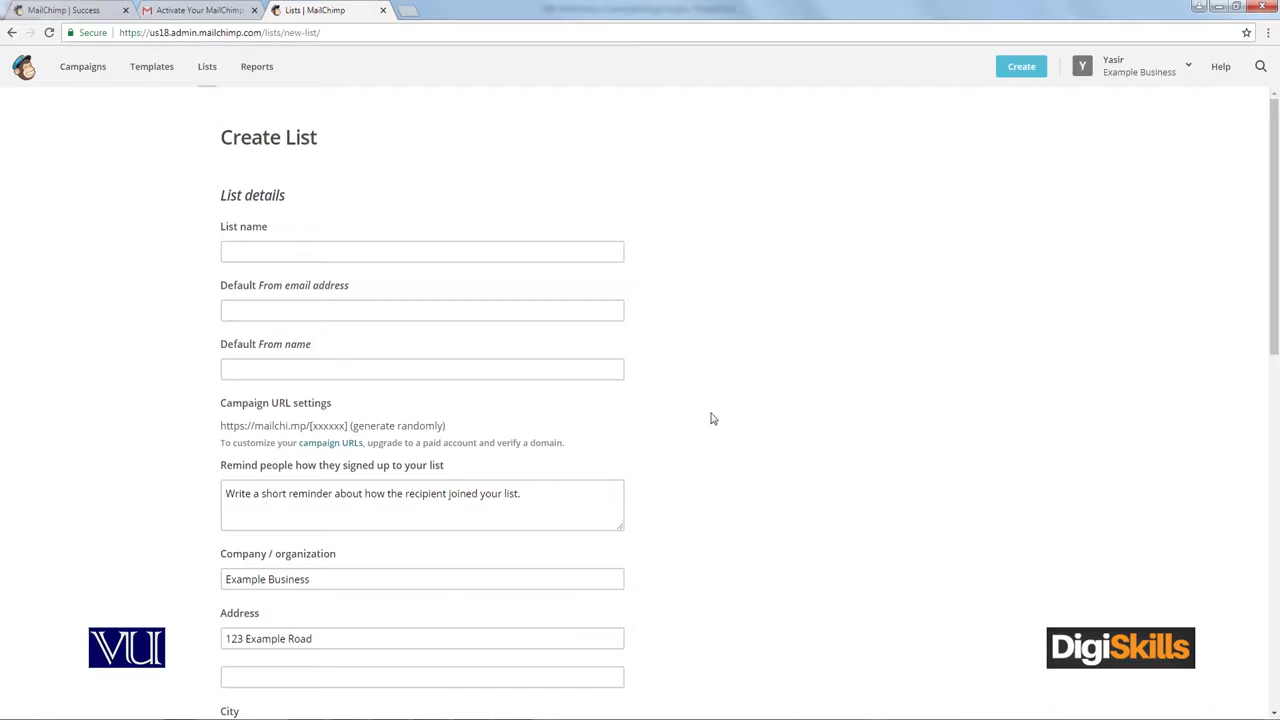 MailChimp | Success
Activate Your MailChimp
Lists | MailChimp
Secure
https://us18.admin.mailchimp.com/lists/new-list/
Campaigns
Templates
Lists
Reports
Create
Y
Yasir
Example Business
Help
Create List
List details
List name
Default From email address
Default From name
Campaign URL settings
https://mailchi.mp/[xxxxxx] (generate randomly)
To customize your campaign URLs, upgrade to a paid account and verify a domain.
Remind people how they signed up to your list
Write a short reminder about how the recipient joined your list.
Company / organization
Example Business
Address
123 Example Road
VU
DigiSkills
City